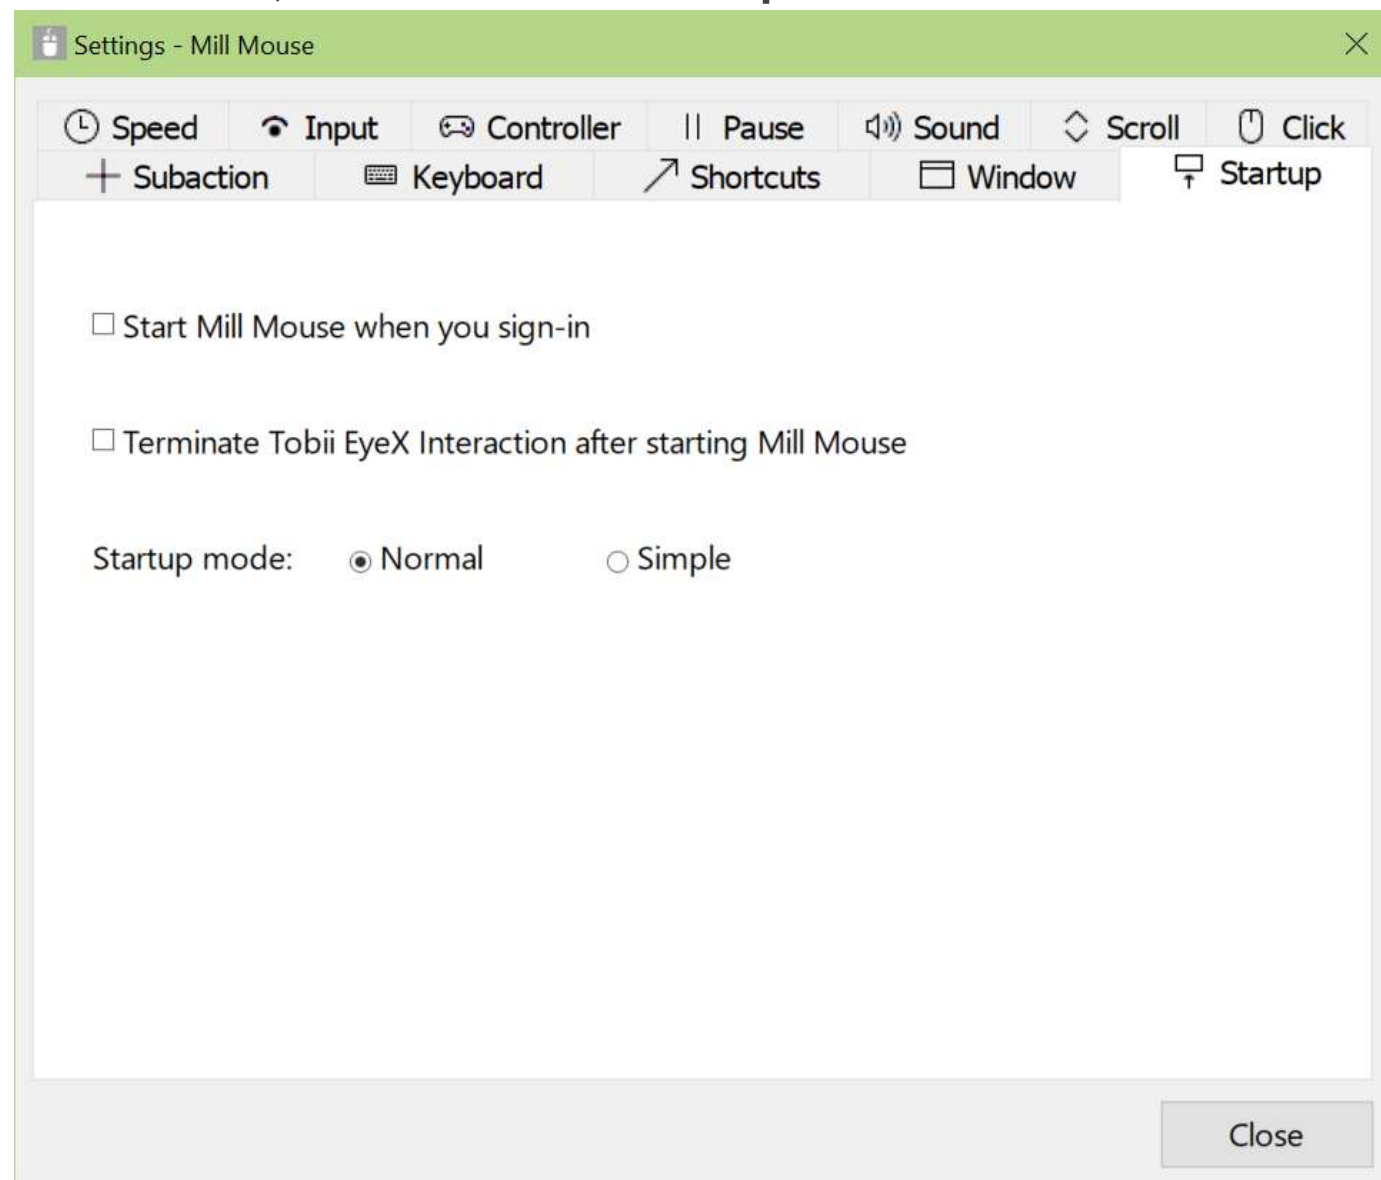 Settings - Mill Mouse
Speed Input Controller Pause Sound Scroll Click
Subaction Keyboard Shortcuts Window Startup
Start Mill Mouse when you sign-in
Terminate Tobii EyeX Interaction after starting Mill Mouse
Startup mode: Normal Simple
Close